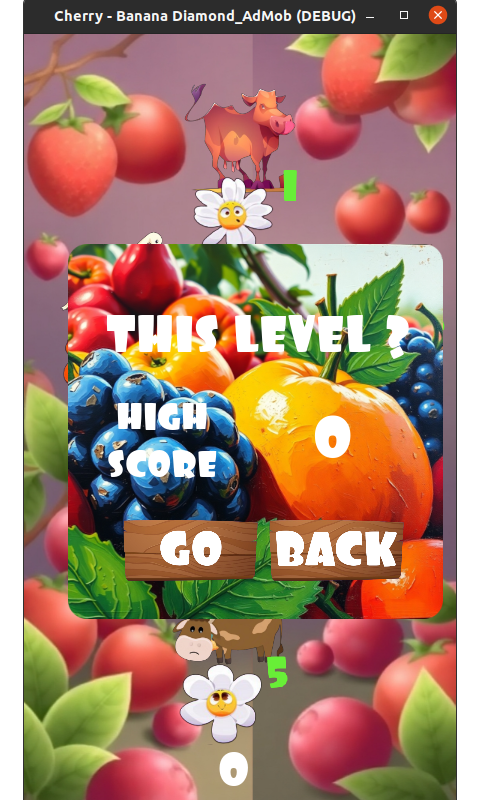 Cherry - Banana Diamond_AdMob (DEBUG)
1
THIS LEVEL ?
HIGH
SCORE
0
GO
BACK
5
0